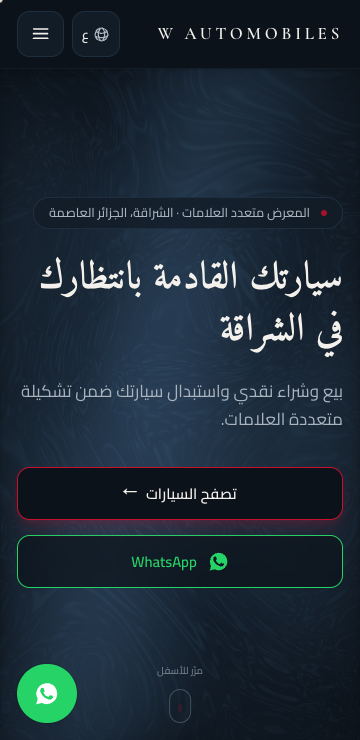 W AUTOMOBILES
ع
المعرض متعدد العلامات · الشراقة، الجزائر العاصمة
سيارتك القادمة بانتظارك
في الشراقة
بيع وشراء نقدي واستبدال سيارتك ضمن تشكيلة
متعددة العلامات.
تصفح السيارات ←
WhatsApp
مرّر للأسفل